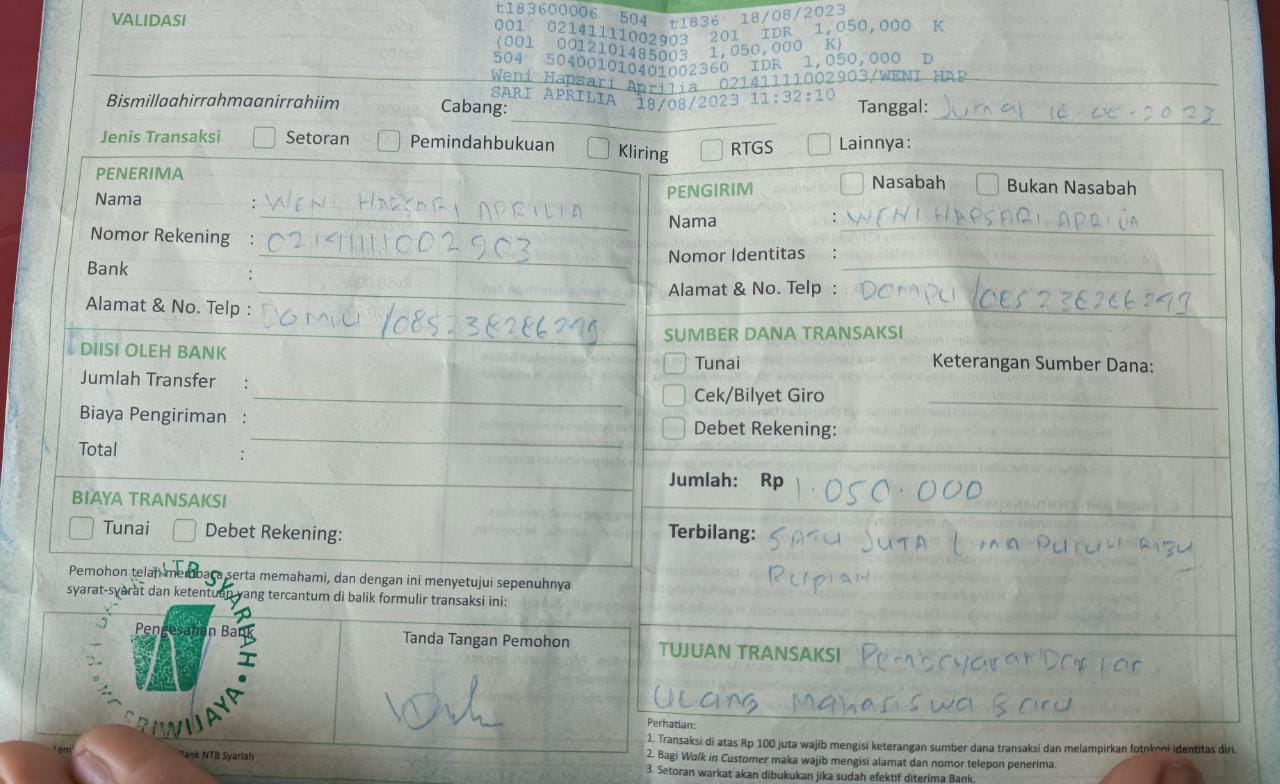 VALIDASI
t183600006 504 t1836 18/08/2023
001 02141111002903 201 IDR 1,050,000 K
(001 0012101485003 1,050,000 K)
504 504001010401002360 IDR 1,050,000 D
Weni Hapsari Aprilia 02141111002903/WENI HAP
SARI APRILIA 18/08/2023 11:32:10
Bismillaahirrahmaanirrahiim
Cabang:
Tanggal: Jumat 2023
Jenis Transaksi Setoran Pemindahbukuan Kliring RTGS Lainnya:
PENERIMA
Nama : WENI HAPSARI APRILIA
Nomor Rekening : 02141111002903
Bank :
Alamat & No. Telp :
DIISI OLEH BANK
Jumlah Transfer :
Biaya Pengiriman :
Total :
BIAYA TRANSAKSI
Tunai Debet Rekening:
Pemohon telah membaca serta memahami, dan dengan ini menyetujui sepenuhnya
syarat-syarat dan ketentuan yang tercantum di balik formulir transaksi ini:
Pengesahan Bank
Tanda Tangan Pemohon
NTB SYARIAH
SRIWIJAYA
Bank NTB Syariah
PENGIRIM Nasabah Bukan Nasabah
Nama : WENI HAPSARI APRILIA
Nomor Identitas :
Alamat & No. Telp : DOMPU
SUMBER DANA TRANSAKSI
Tunai Keterangan Sumber Dana:
Cek/Bilyet Giro
Debet Rekening:
Jumlah: Rp 1.050.000
Terbilang: SATU JUTA LIMA PULUH RIBU
Rupiah
TUJUAN TRANSAKSI Pembayaran Daftar
Ulang Mahasiswa Baru
Perhatian:
1. Transaksi di atas Rp 100 juta wajib mengisi keterangan sumber dana transaksi dan melampirkan fotokopi identitas diri.
2. Bagi Walk in Customer maka wajib mengisi alamat dan nomor telepon penerima.
3. Setoran warkat akan dibukukan jika sudah efektif diterima Bank.